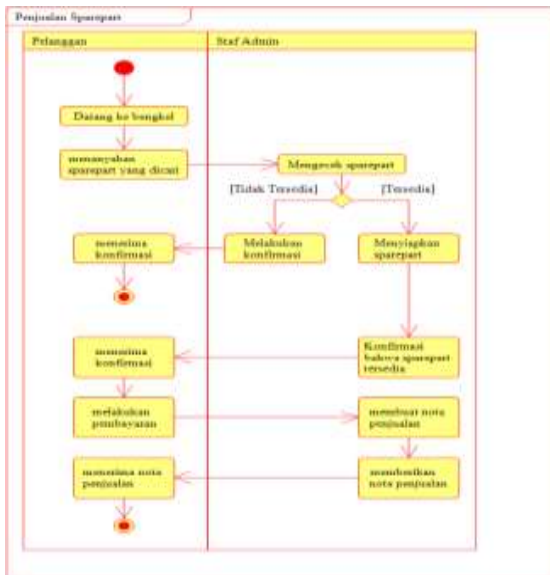 Penjualan Sparepart
Pelanggan
Staf Admin
Datang ke bengkel
menanyakan
sparepart yang dicari
Mengecek sparepart
[Tidak Tersedia]
[Tersedia]
menerima
konfirmasi
Melakukan
konfirmasi
Menyiapkan
sparepart
menerima
konfirmasi
Konfirmasi
bahwa sparepart
tersedia
melakukan
pembayaran
membuat nota
penjualan
menerima nota
penjualan
memberikan
nota penjualan